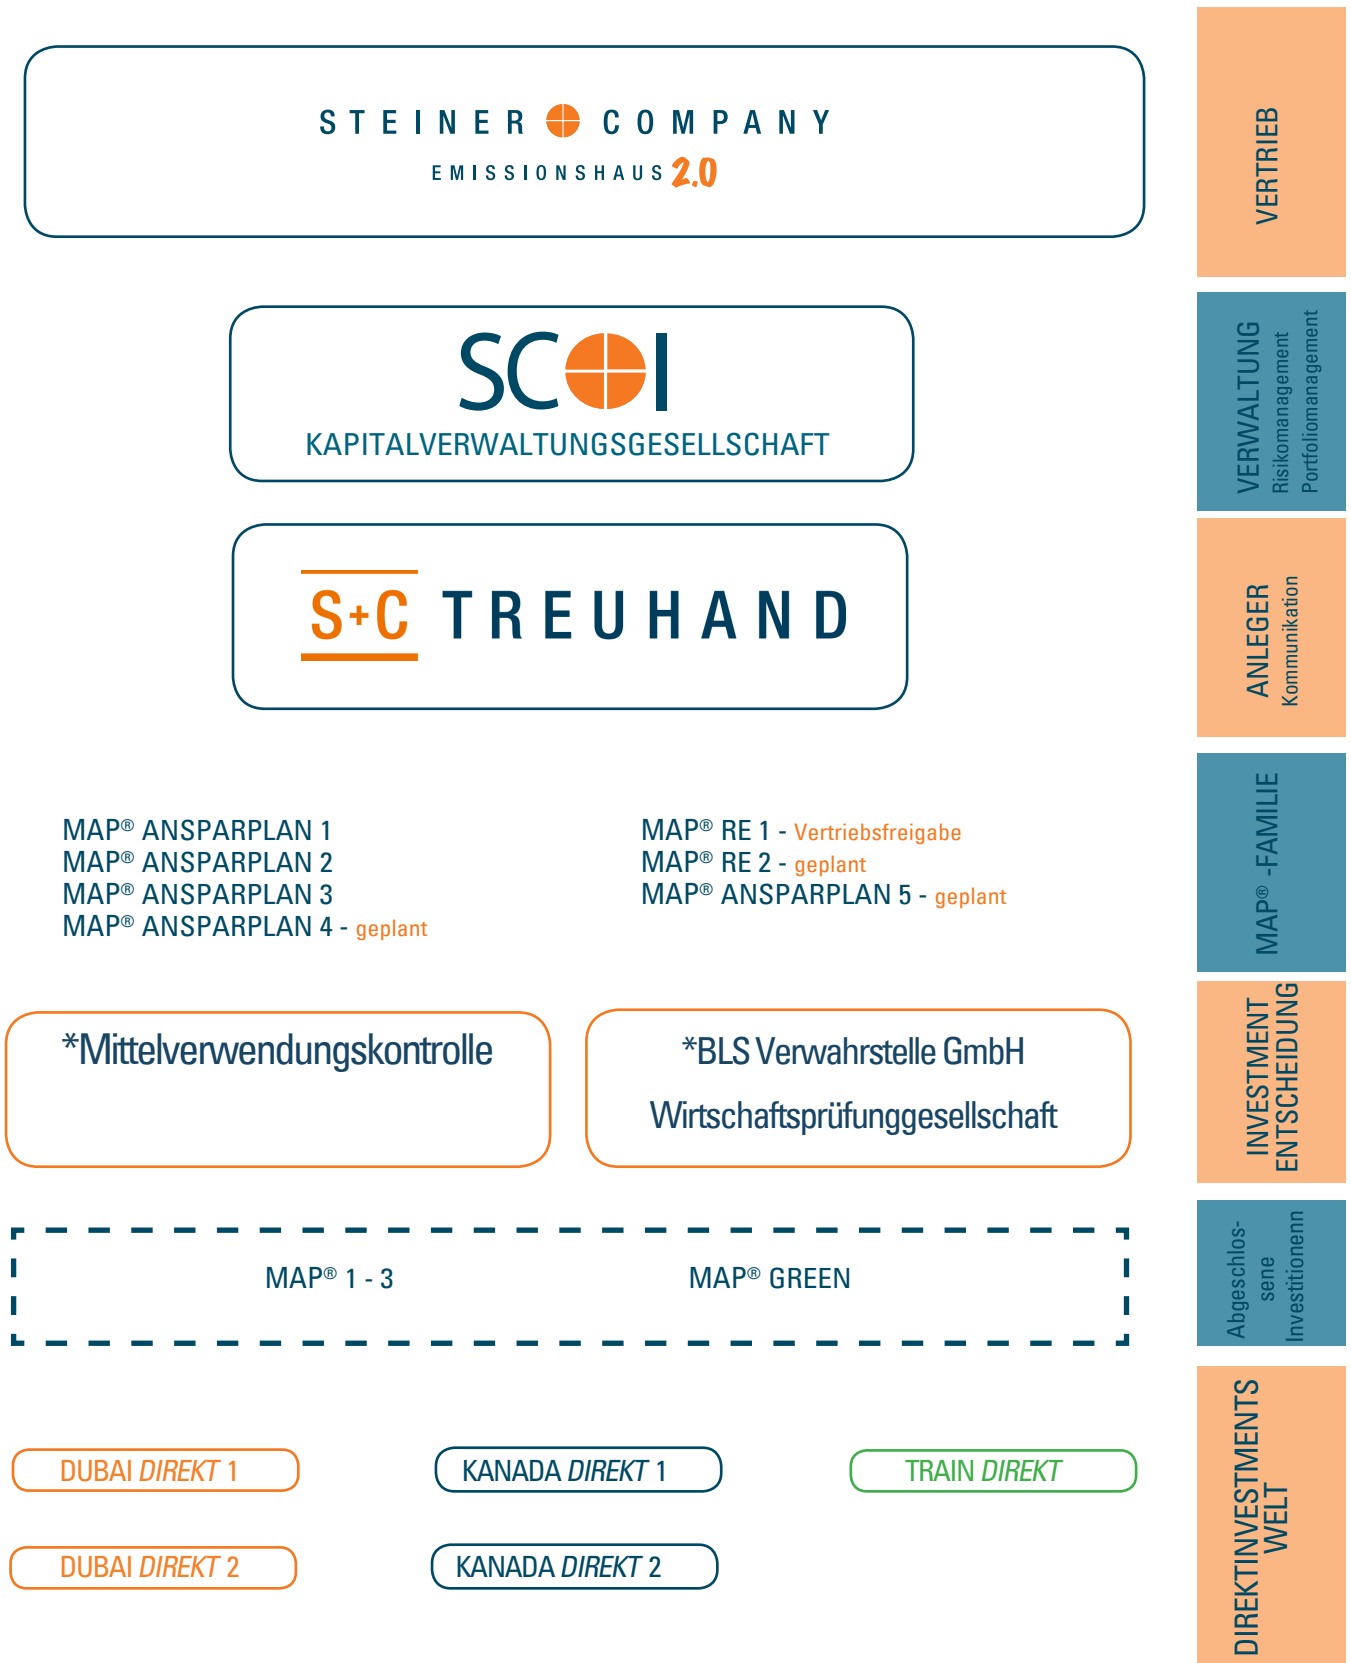 STEINER COMPANY
EMISSIONSHAUS 2.0
VERTRIEB
SCOI
KAPITALVERWALTUNGSGESELLSCHAFT
VERWALTUNG
Risikomanagement
Portfoliomanagement
S+C TREUHAND
ANLEGER
Kommunikation
MAP® ANSPARPLAN 1
MAP® ANSPARPLAN 2
MAP® ANSPARPLAN 3
MAP® ANSPARPLAN 4 - geplant
MAP® RE 1 - Vertriebsfreigabe
MAP® RE 2 - geplant
MAP® ANSPARPLAN 5 - geplant
MAP® -FAMILIE
*Mittelverwendungskontrolle
*BLS Verwahrstelle GmbH
Wirtschaftsprüfunggesellschaft
INVESTMENT
ENTSCHEIDUNG
MAP® 1 - 3
MAP® GREEN
Abgeschlos-
sene
Investitionenn
DUBAI DIREKT 1
KANADA DIREKT 1
TRAIN DIREKT
DUBAI DIREKT 2
KANADA DIREKT 2
DIREKTINVESTMENTS
WELT